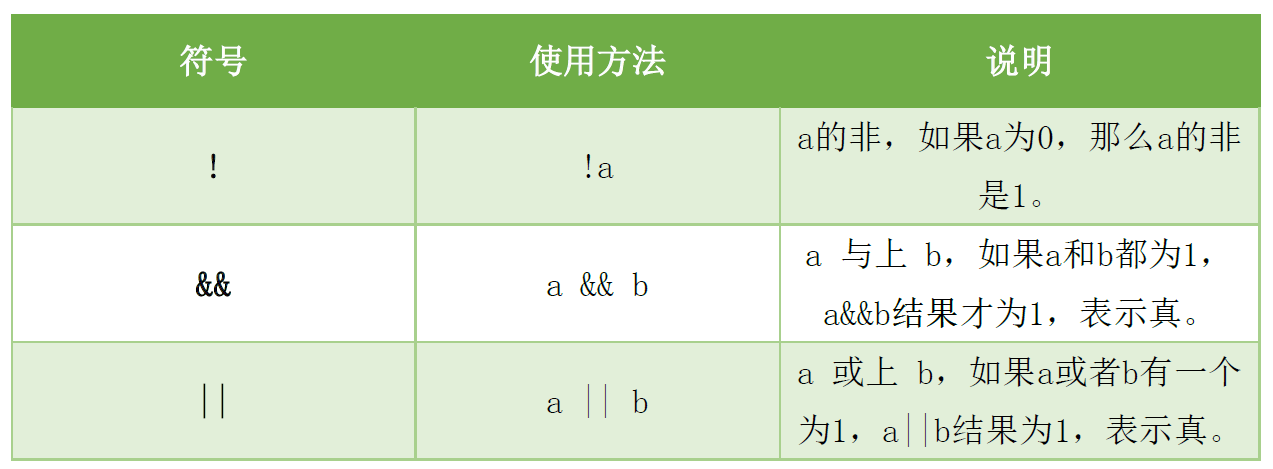 符号 使用方法 说明
! !a a的非，如果a为0，那么a的非
是1。
&& a && b a 与上 b，如果a和b都为1，
a&&b结果才为1，表示真。
|| a || b a 或上 b，如果a或者b有一个
为1，a||b结果为1，表示真。